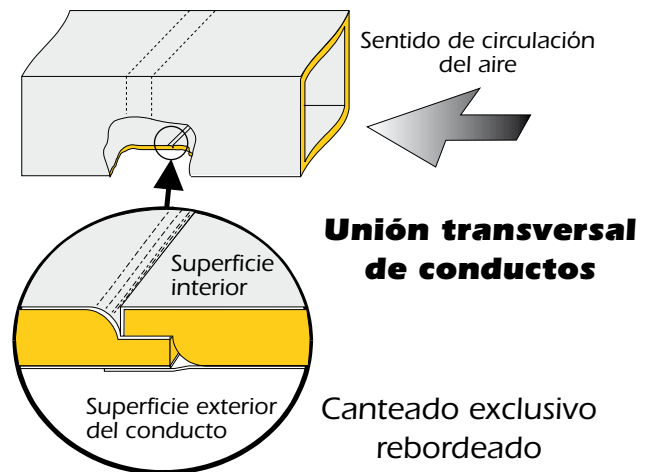 Sentido de circulación
del aire
Unión transversal
de conductos
Superficie
interior
Superficie exterior
del conducto
Canteado exclusivo
rebordeado